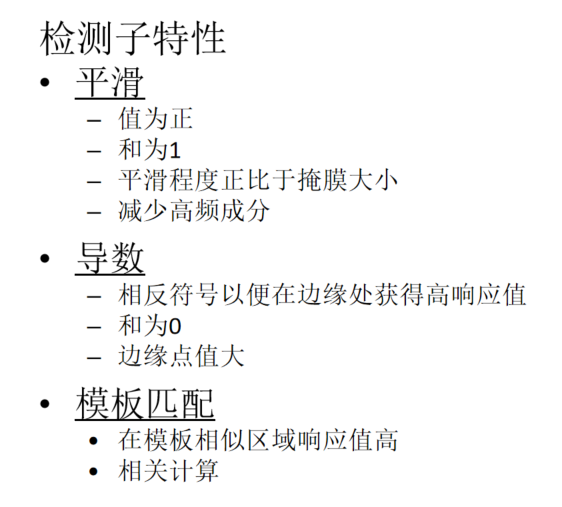 检测子特性
• 平滑
– 值为正
– 和为1
– 平滑程度正比于掩膜大小
– 减少高频成分
• 导数
– 相反符号以便在边缘处获得高响应值
– 和为0
– 边缘点值大
• 模板匹配
• 在模板相似区域响应值高
• 相关计算